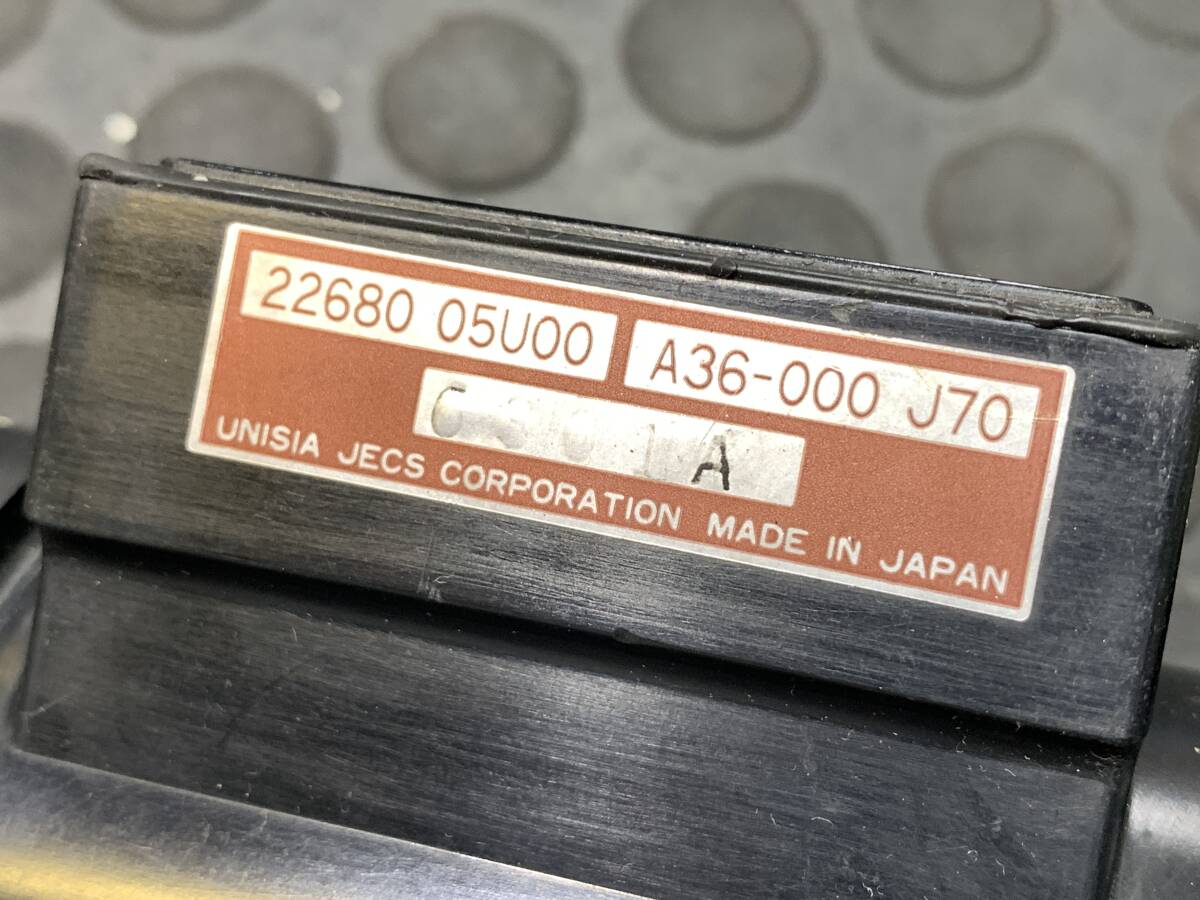 22680 05U00 A36-000 J70
A
UNISIA JECS CORPORATION MADE IN JAPAN